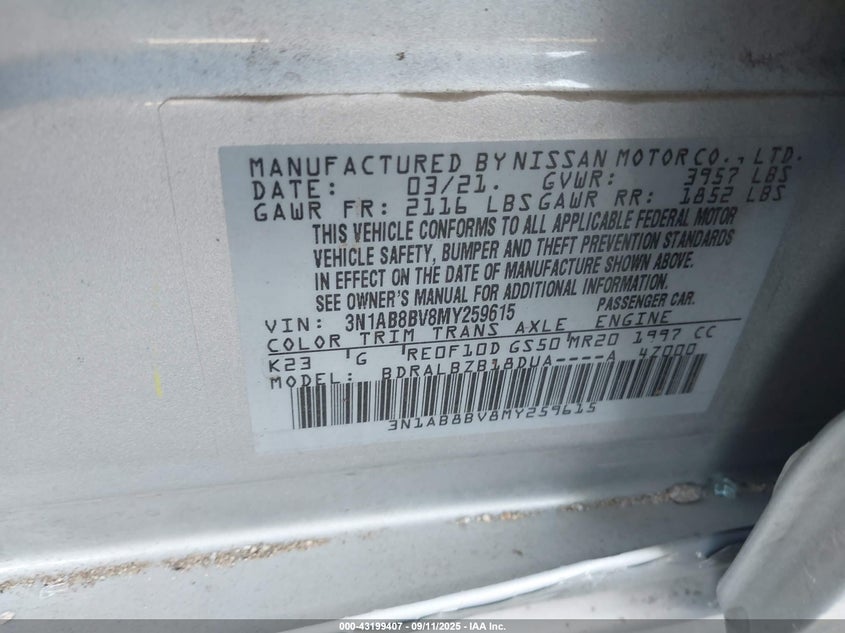 MANUFACTURED BY NISSAN MOTOR CO., LTD.
DATE: 03/21. GVWR: 3957 LBS
GAWR FR: 2116 LBS GAWR RR: 1852 LBS
THIS VEHICLE CONFORMS TO ALL APPLICABLE FEDERAL MOTOR
VEHICLE SAFETY, BUMPER AND THEFT PREVENTION STANDARDS
IN EFFECT ON THE DATE OF MANUFACTURE SHOWN ABOVE.
SEE OWNER'S MANUAL FOR ADDITIONAL INFORMATION.
VIN: 3N1AB8BV8MY259615 PASSENGER CAR.
COLOR TRIM TRANS AXLE ENGINE
K23 'G 'RE0F10D GS50'MR20 1997 CC
MODEL: BDRALBZB18DUA----A 4Z000
3N1AB8BV8MY259615
000-43199407 - 09/11/2025 - IAA Inc.